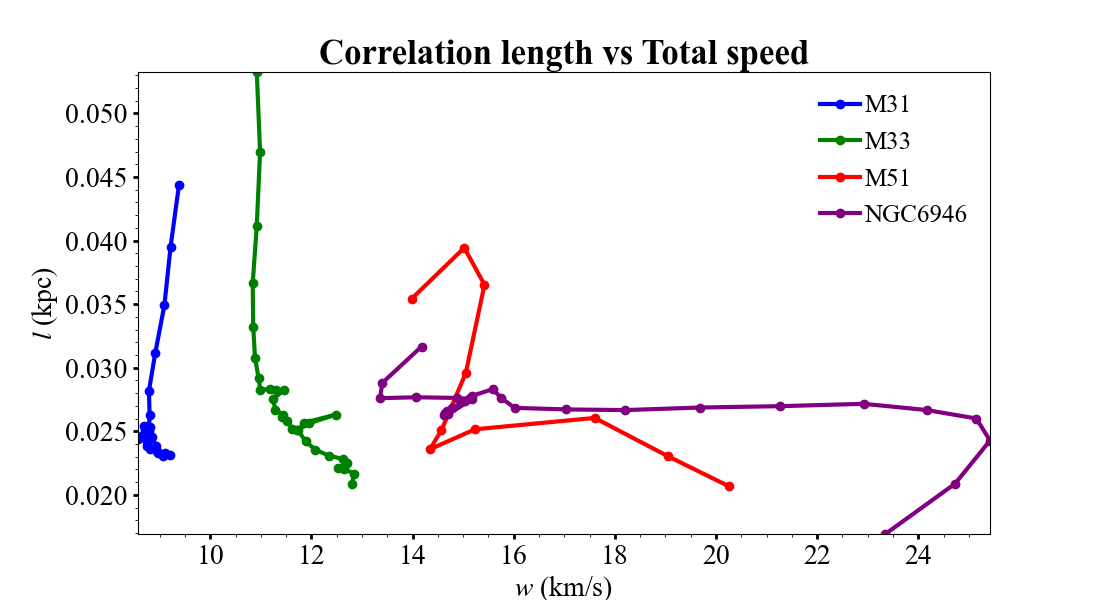 Correlation length vs Total speed
M31
M33
M51
NGC6946
0.050
0.045
0.040
0.035
0.030
0.025
0.020
l (kpc)
10 12 14 16 18 20 22 24
w (km/s)